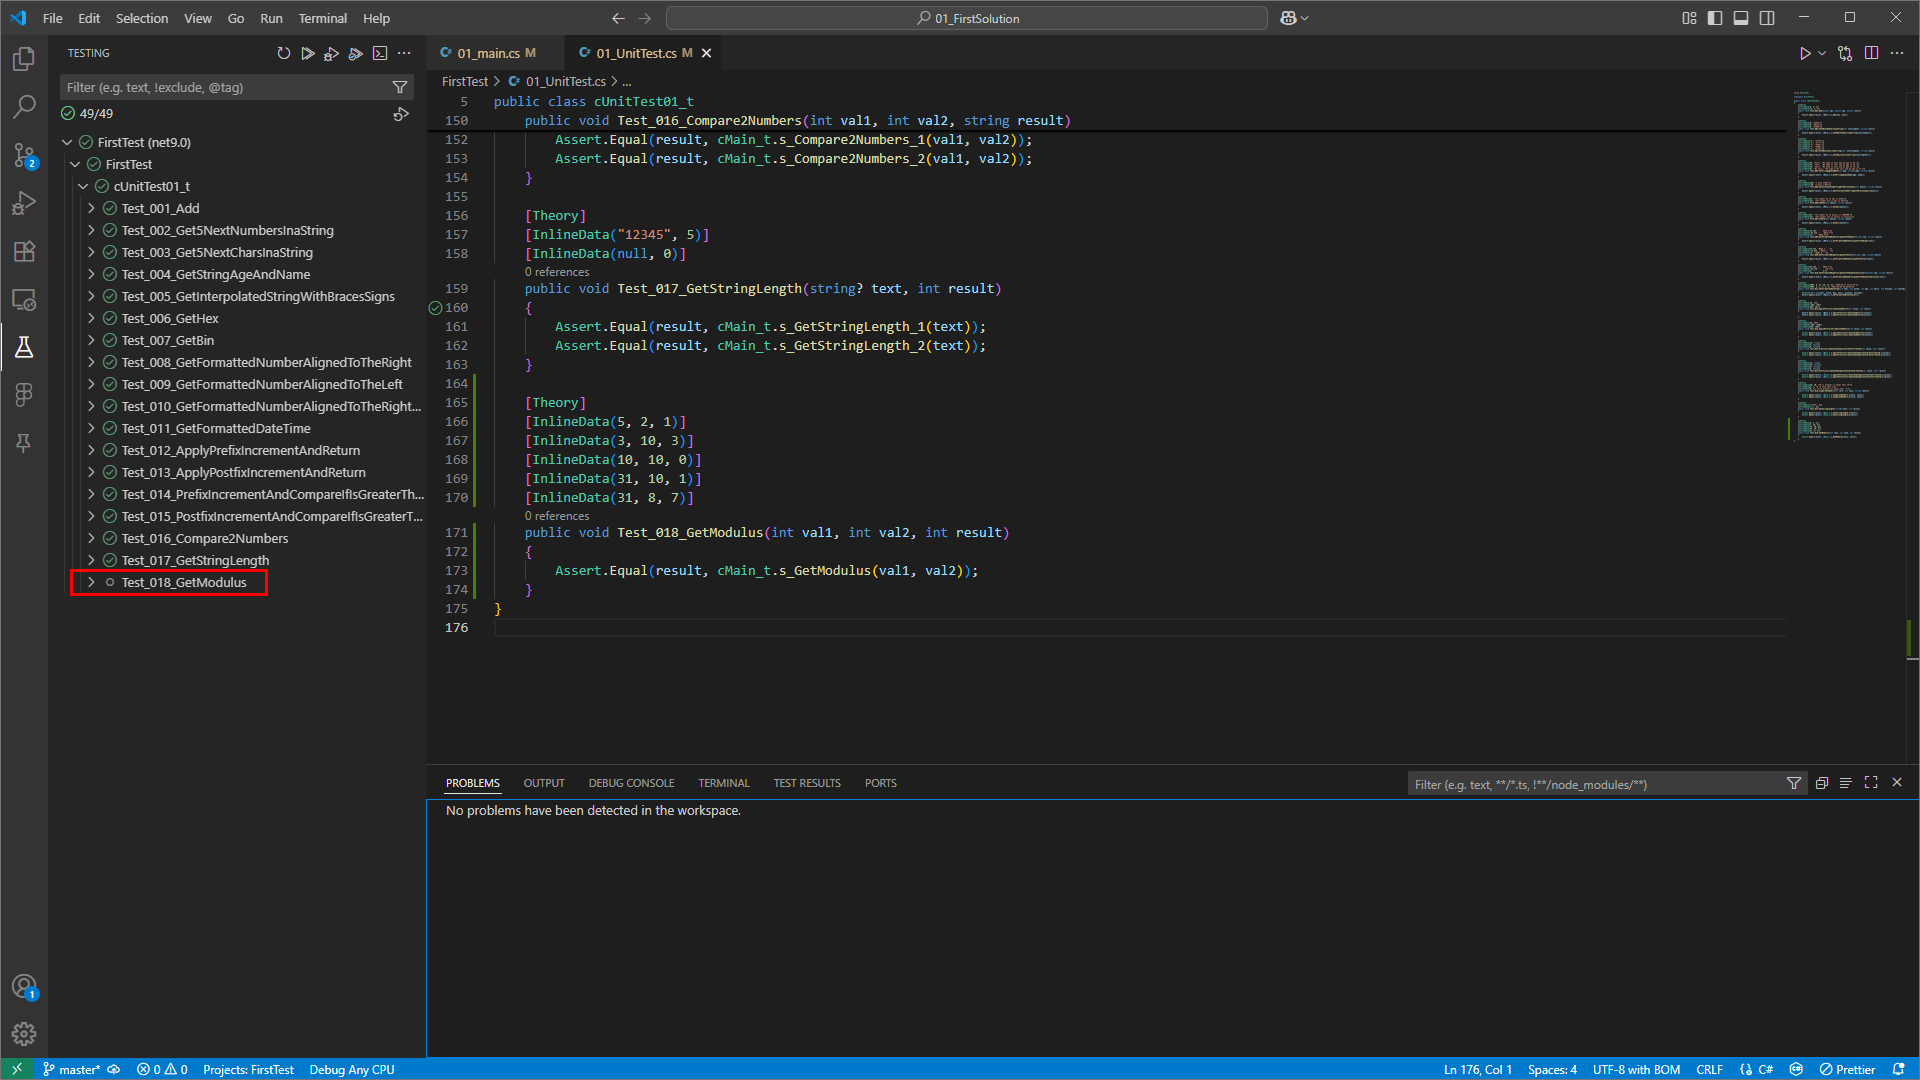 File Edit Selection View Go Run Terminal Help
01_FirstSolution
TESTING
Filter (e.g. text, !exclude, @tag)
49/49
FirstTest (net9.0)
FirstTest
cUnitTest01_t
Test_001_Add
Test_002_Get5NextNumbersInaString
Test_003_Get5NextCharsInaString
Test_004_GetStringAgeAndName
Test_005_GetInterpolatedStringWithBracesSigns
Test_006_GetHex
Test_007_GetBin
Test_008_GetFormattedNumberAlignedToTheRight
Test_009_GetFormattedNumberAlignedToTheLeft
Test_010_GetFormattedNumberAlignedToTheRight...
Test_011_GetFormattedDateTime
Test_012_ApplyPrefixIncrementAndReturn
Test_013_ApplyPostfixIncrementAndReturn
Test_014_PrefixIncrementAndCompareIfIsGreaterTh...
Test_015_PostfixIncrementAndCompareIfIsGreaterT...
Test_016_Compare2Numbers
Test_017_GetStringLength
Test_018_GetModulus
2
1
01_main.cs M
01_UnitTest.cs M
FirstTest > 01_UnitTest.cs > ...
5 public class cUnitTest01_t
150 public void Test_016_Compare2Numbers(int val1, int val2, string result)
152 Assert.Equal(result, cMain_t.s_Compare2Numbers_1(val1, val2));
153 Assert.Equal(result, cMain_t.s_Compare2Numbers_2(val1, val2));
154 }
155
156 [Theory]
157 [InlineData("12345", 5)]
158 [InlineData(null, 0)]
0 references
159 public void Test_017_GetStringLength(string? text, int result)
160 {
161 Assert.Equal(result, cMain_t.s_GetStringLength_1(text));
162 Assert.Equal(result, cMain_t.s_GetStringLength_2(text));
163 }
164
165 [Theory]
166 [InlineData(5, 2, 1)]
167 [InlineData(3, 10, 3)]
168 [InlineData(10, 10, 0)]
169 [InlineData(31, 10, 1)]
170 [InlineData(31, 8, 7)]
0 references
171 public void Test_018_GetModulus(int val1, int val2, int result)
172 {
173 Assert.Equal(result, cMain_t.s_GetModulus(val1, val2));
174 }
175 }
176
PROBLEMS OUTPUT DEBUG CONSOLE TERMINAL TEST RESULTS PORTS
Filter (e.g. text, **/*.ts, !**/node_modules/**)
No problems have been detected in the workspace.
master* 0 0 Projects: FirstTest Debug Any CPU
Ln 176, Col 1 Spaces: 4 UTF-8 with BOM CRLF {} C# Prettier